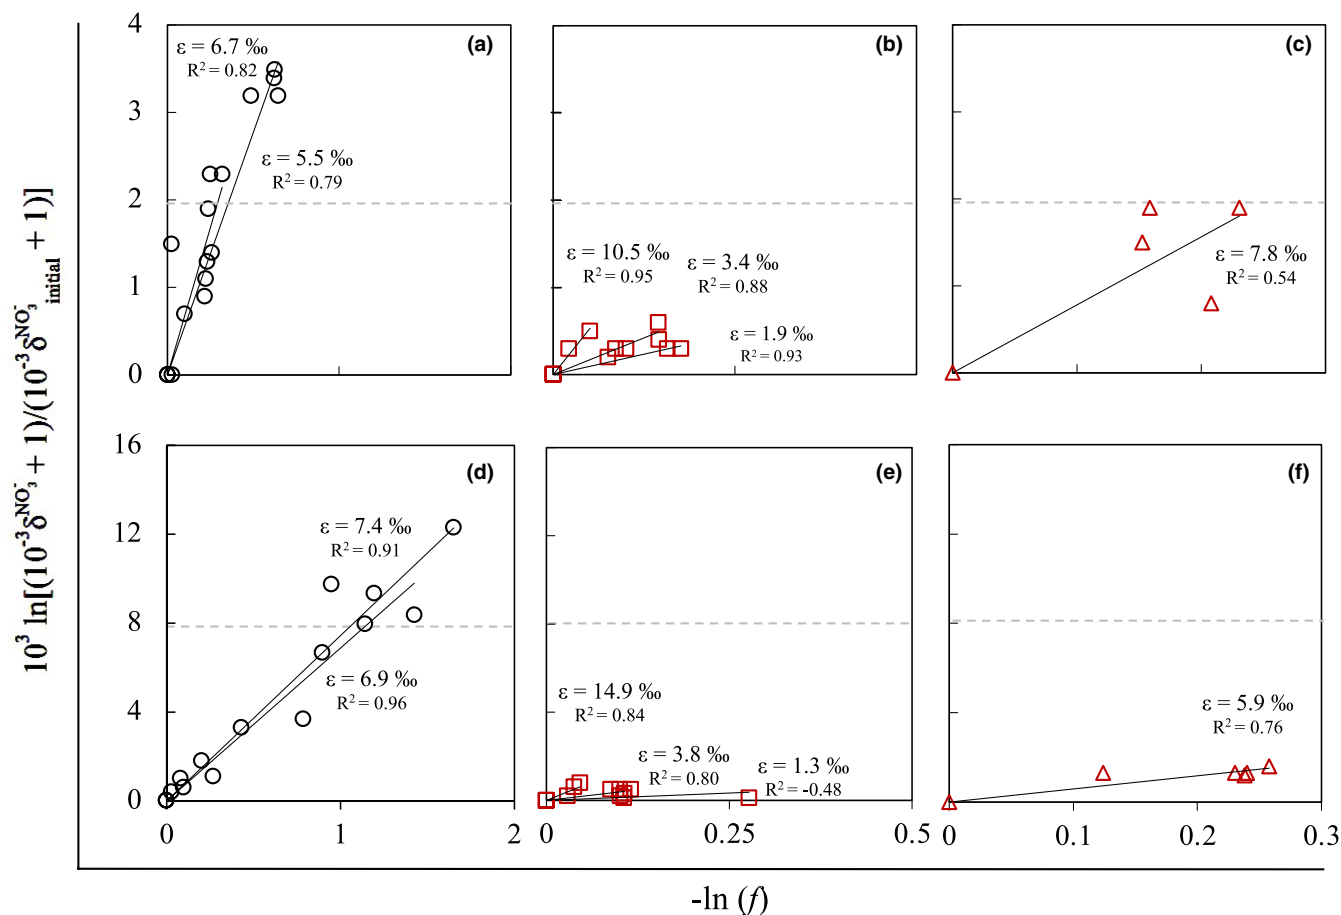 10³ ln[(10⁻³δ^NO₃⁻ + 1)/(10⁻³δ^NO₃⁻ initial + 1)]
4
3
2
1
0
(a)
ε = 6.7 ‰
R² = 0.82
ε = 5.5 ‰
R² = 0.79
(b)
ε = 10.5 ‰
R² = 0.95
ε = 3.4 ‰
R² = 0.88
ε = 1.9 ‰
R² = 0.93
(c)
ε = 7.8 ‰
R² = 0.54
16
12
8
4
0
(d)
ε = 7.4 ‰
R² = 0.91
ε = 6.9 ‰
R² = 0.96
0 1 2
(e)
ε = 14.9 ‰
R² = 0.84
ε = 3.8 ‰
R² = 0.80
ε = 1.3 ‰
R² = -0.48
0 0.25 0.5
(f)
ε = 5.9 ‰
R² = 0.76
0 0.1 0.2 0.3
-ln (f)